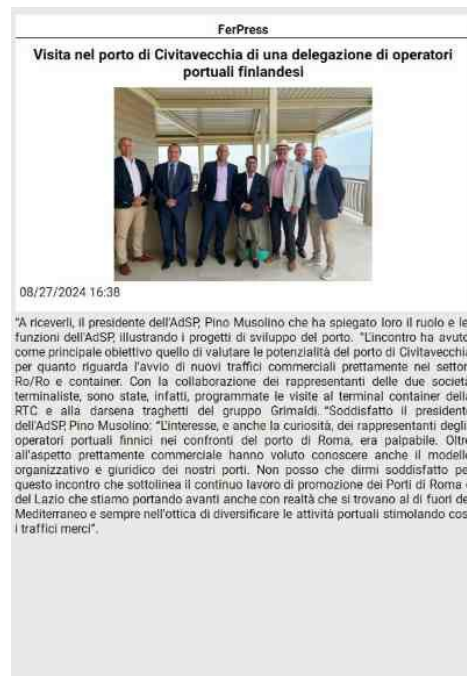 FerPress
Visita nel porto di Civitavecchia di una delegazione di operatori
portuali finlandesi
08/27/2024 16:38
"A riceverli, il presidente dell'AdSP, Pino Musolino che ha spiegato loro il ruolo e le
funzioni dell'AdSP, illustrando i progetti di sviluppo del porto. "L'incontro ha avuto
come principale obiettivo quello di valutare le potenzialità del porto di Civitavecchia
per quanto riguarda l'avvio di nuovi traffici commerciali prettamente nei settor
Ro/Ro e container. Con la collaborazione dei rappresentanti delle due società
terminaliste, sono state, infatti, programmate le visite al terminal container della
RTC e alla darsena traghetti del gruppo Grimaldi. "Soddisfatto il presidente
dell'AdSP, Pino Musolino: "L'interesse, e anche la curiosità, dei rappresentanti degli
operatori portuali finnici nei confronti del porto di Roma, era palpabile. Oltre
all'aspetto prettamente commerciale hanno voluto conoscere anche il modello
organizzativo e giuridico dei nostri porti. Non posso che dirmi soddisfatto pe
questo incontro che sottolinea il continuo lavoro di promozione dei Porti di Roma
del Lazio che stiamo portando avanti anche con realtà che si trovano al di fuori de
Mediterraneo e sempre nell'ottica di diversificare le attività portuali stimolando cos
i traffici merci".